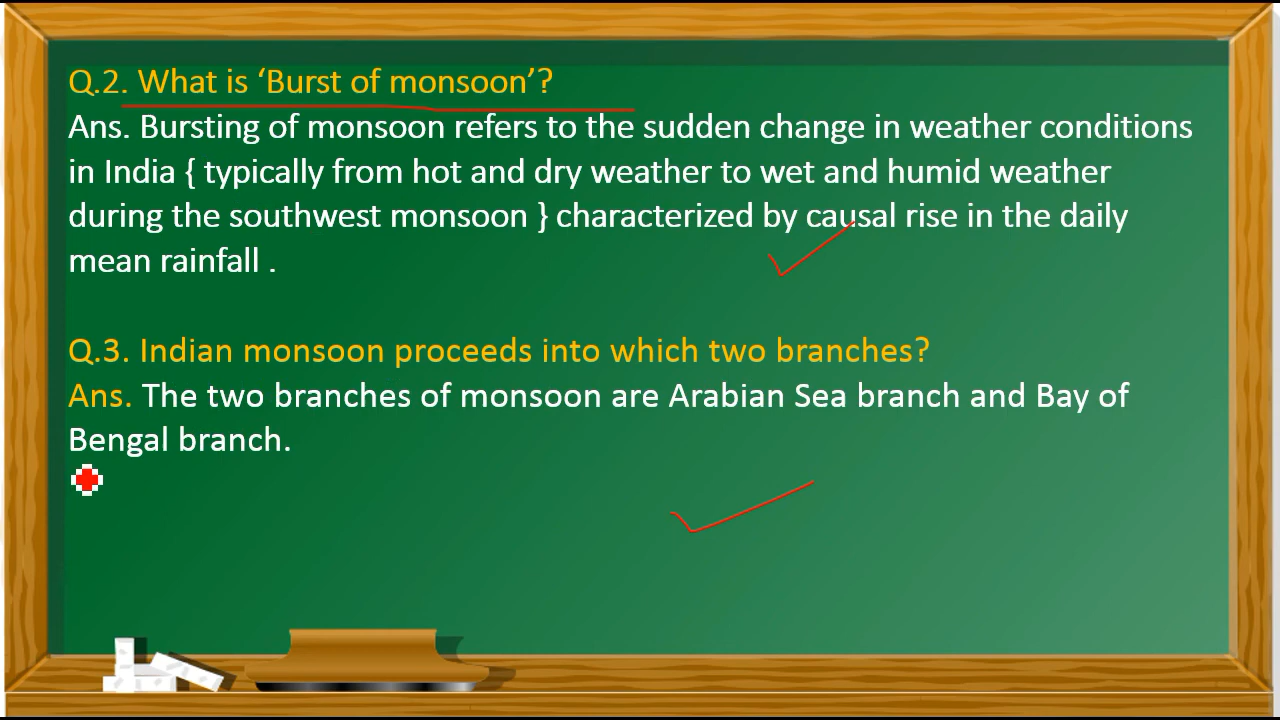 Q.2. What is ‘Burst of monsoon’?
Ans. Bursting of monsoon refers to the sudden change in weather conditions
in India { typically from hot and dry weather to wet and humid weather
during the southwest monsoon } characterized by causal rise in the daily
mean rainfall .
Q.3. Indian monsoon proceeds into which two branches?
Ans. The two branches of monsoon are Arabian Sea branch and Bay of
Bengal branch.